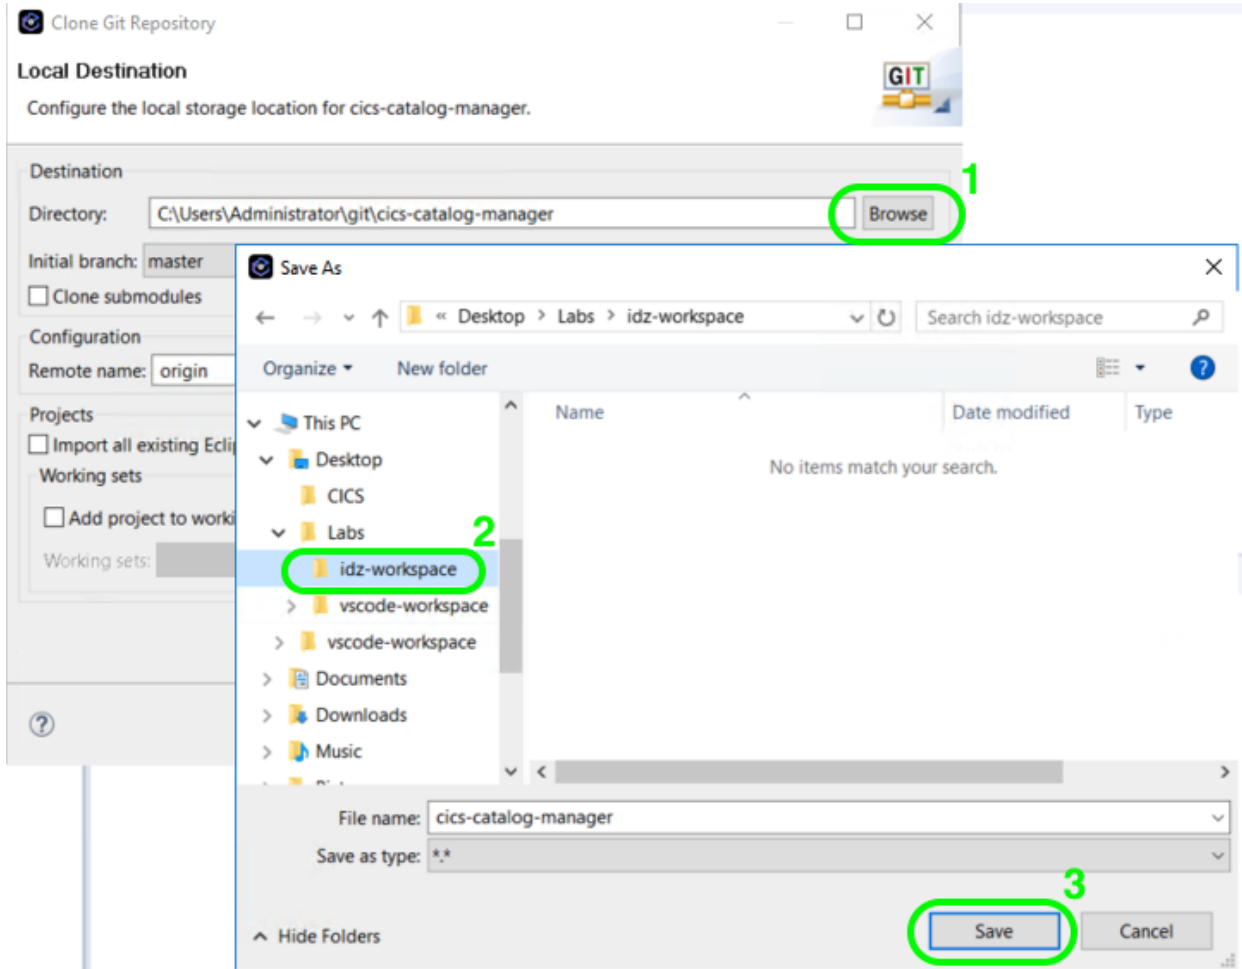 Clone Git Repository
Local Destination
GIT
Configure the local storage location for cics-catalog-manager.
Destination
1
Directory: C:\Users\Administrator\git\cics-catalog-manager Browse
Initial branch: master
Save As
Clone submodules
« Desktop > Labs > idz-workspace Search idz-workspace
Configuration
Remote name: origin
Organize New folder ?
Projects
This PC Name Date modified Type
Import all existing
Desktop No items match your search.
Working sets
CICS
Add project to
Labs 2
Working sets:
idz-workspace
vscode-workspace
vscode-workspace
Documents
Downloads
?
Music
File name: cics-catalog-manager
Save as type: *.*
3
Hide Folders Save Cancel